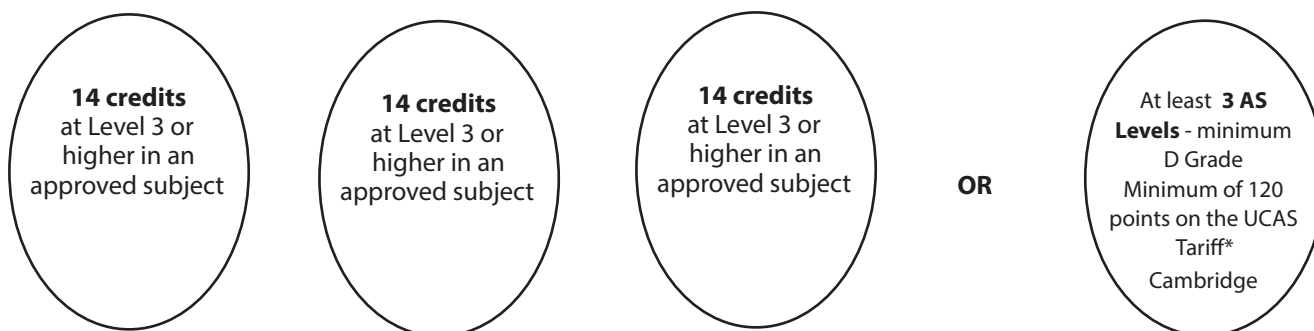 14 credits
at Level 3 or
higher in an
approved subject
14 credits
at Level 3 or
higher in an
approved subject
14 credits
at Level 3 or
higher in an
approved subject
OR
At least 3 AS
Levels - minimum
D Grade
Minimum of 120
points on the UCAS
Tariff*
Cambridge